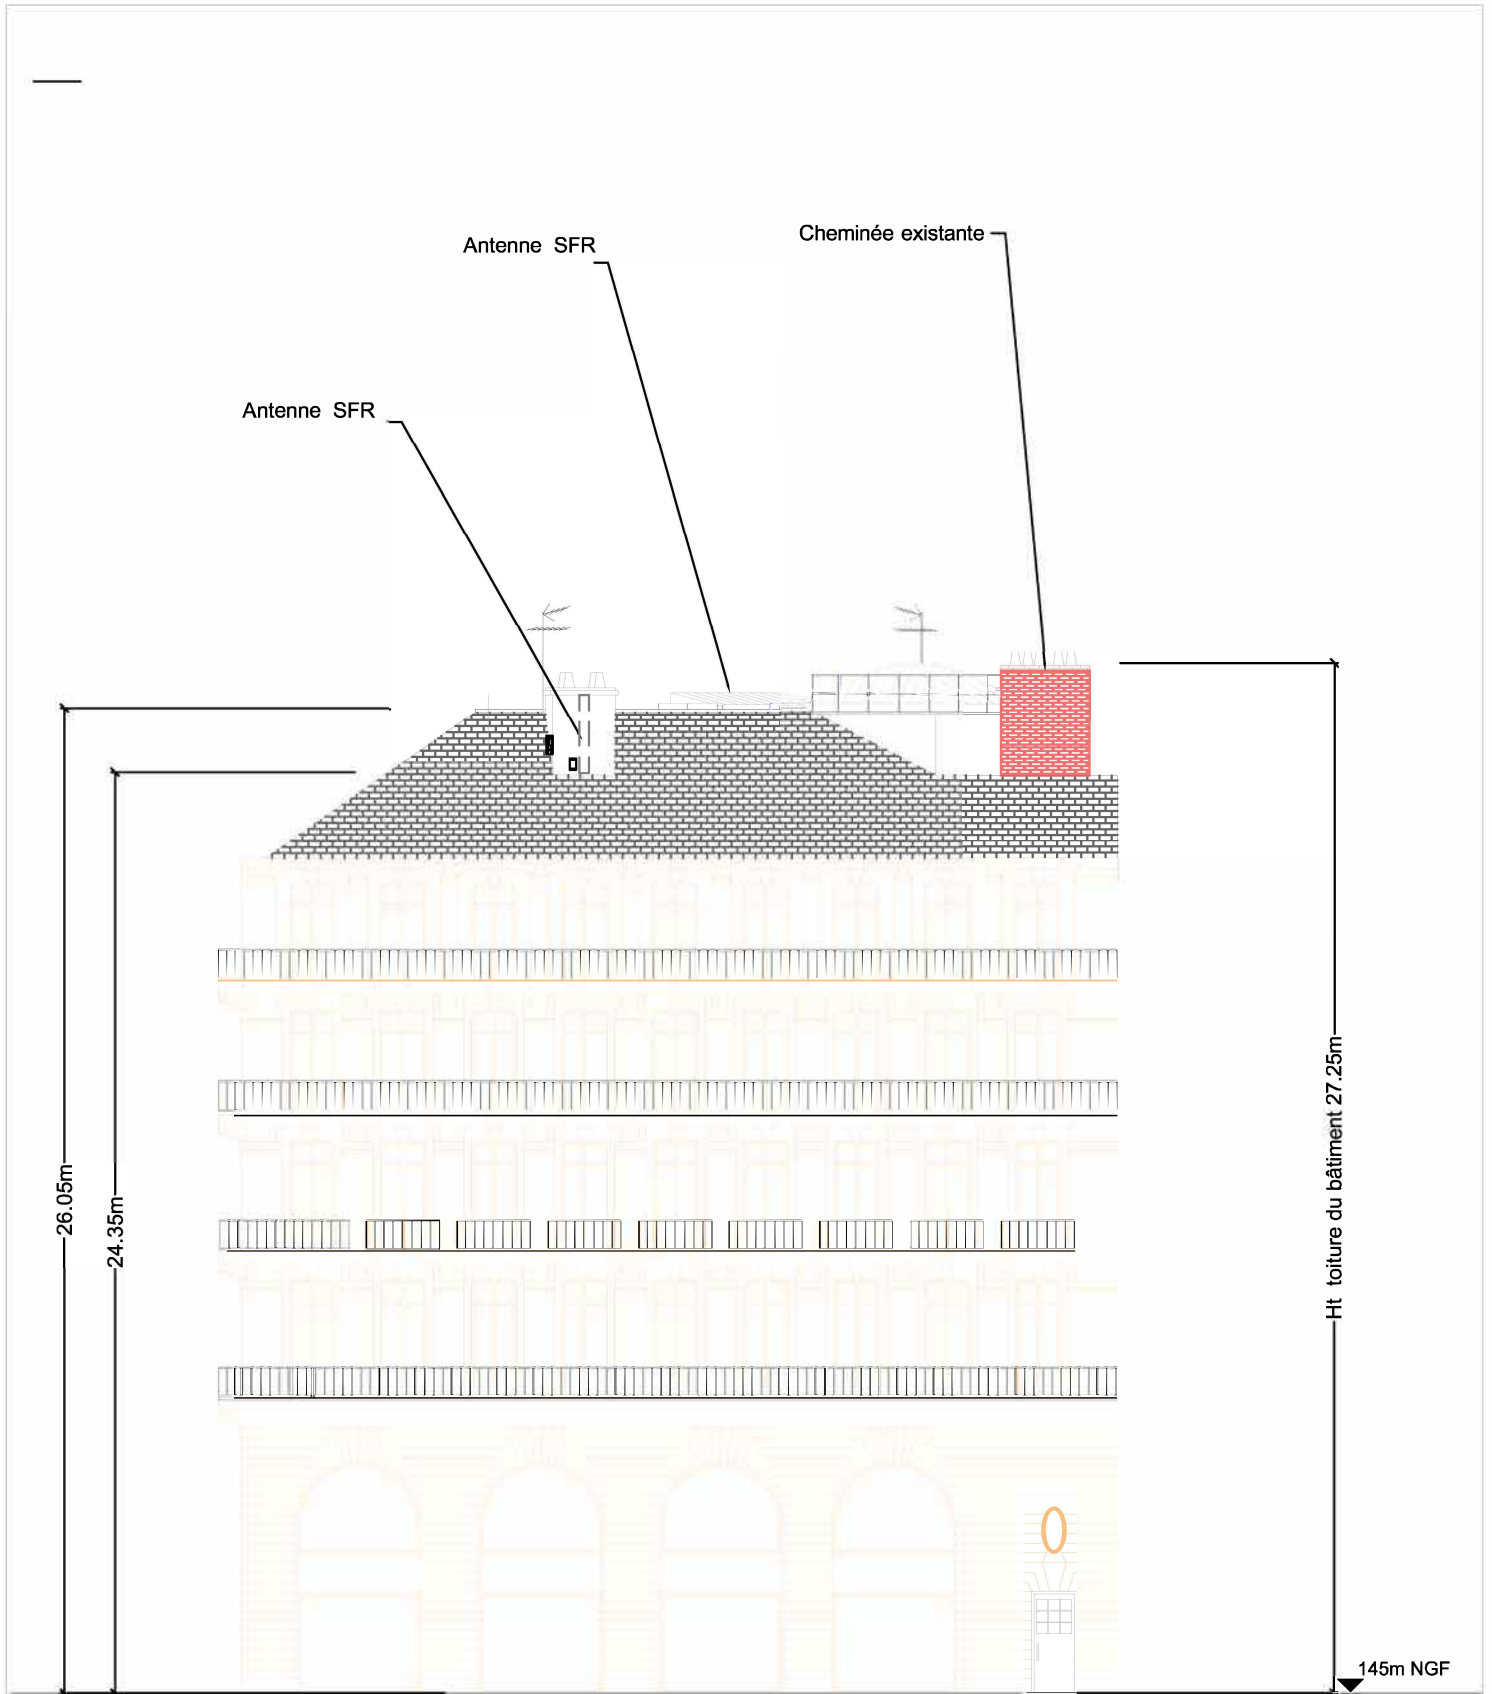 Cheminée existante
Antenne SFR
Antenne SFR
26.05m
24.35m
Ht toiture du bâtiment 27.25m
145m NGF